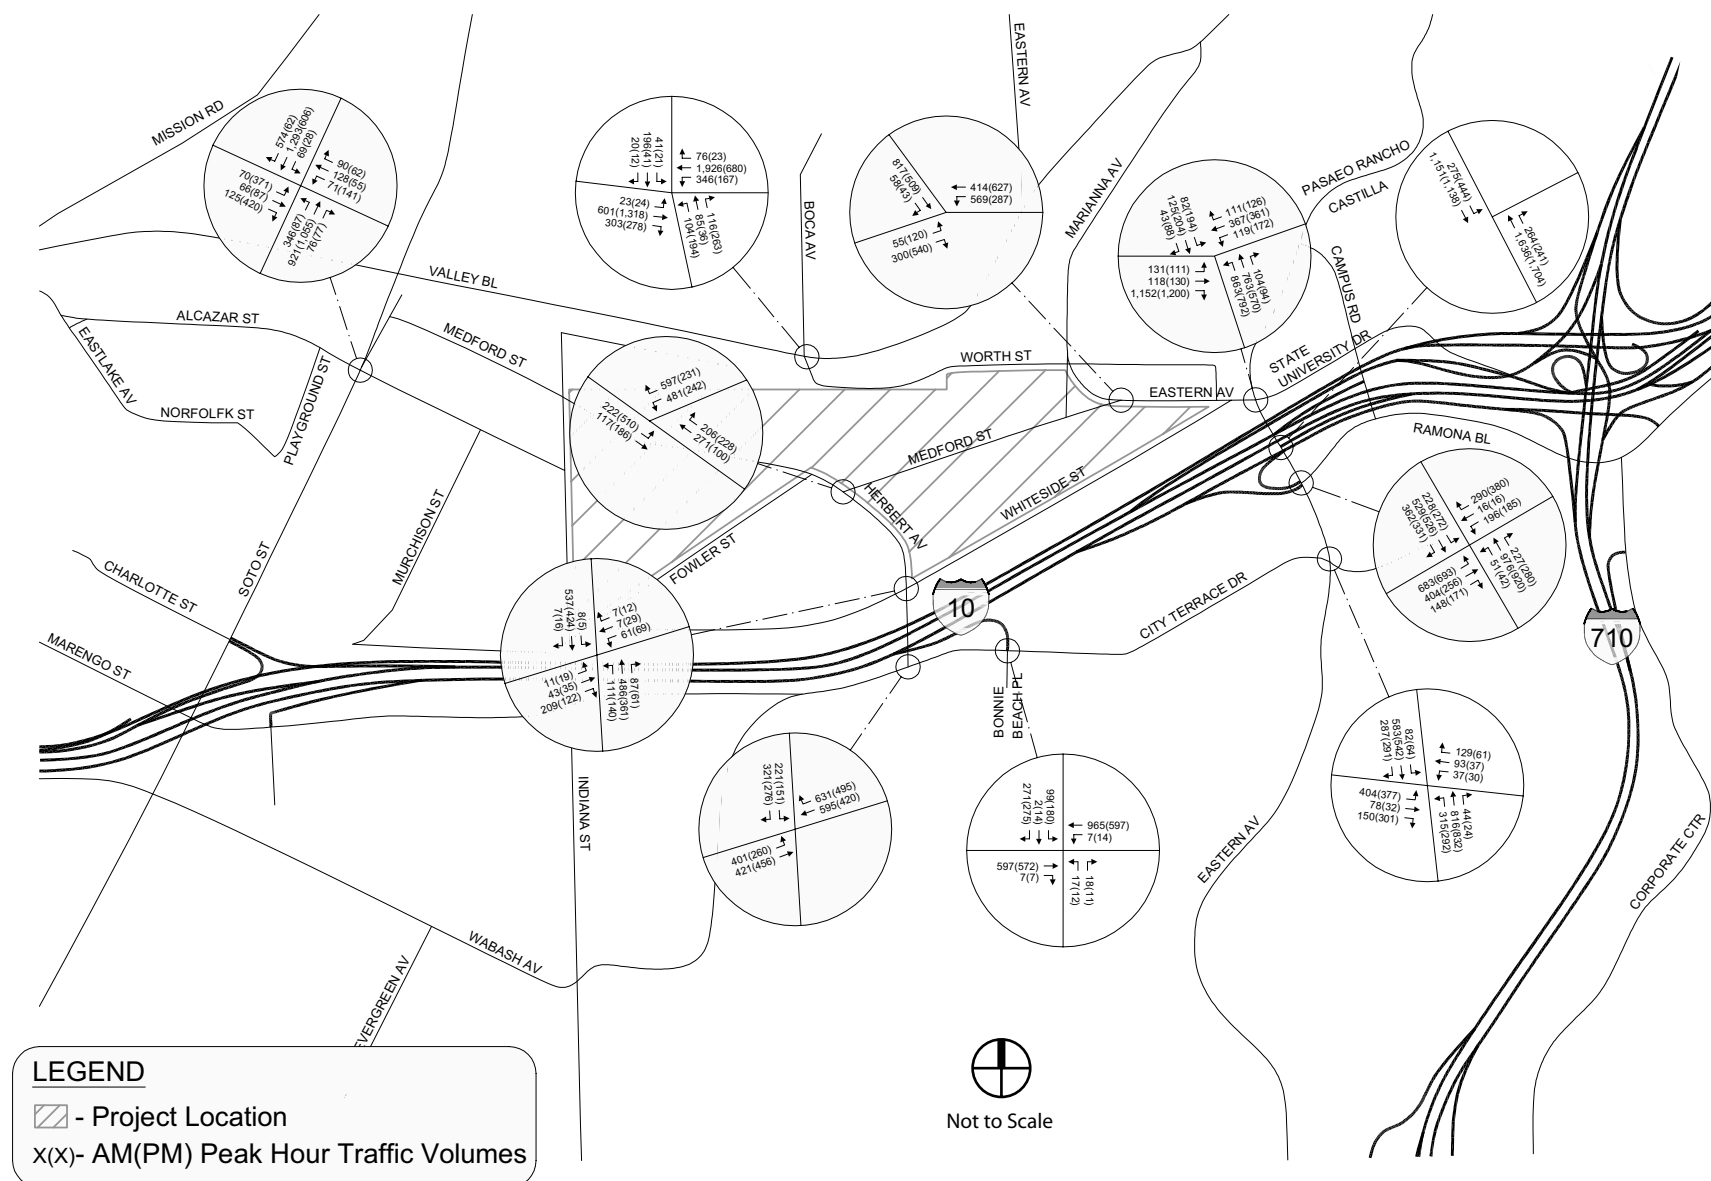 MISSION RD
EASTERN AV
MARIANNA AV
PASAEO RANCHO
CASTILLA
BOCA AV
VALLEY BL
ALCAZAR ST
EASTLAKE AV
NORFOLFK ST
PLAYGROUND ST
MEDFORD ST
WORTH ST
EASTERN AV
STATE
UNIVERSITY DR
CAMPUS RD
RAMONA BL
MEDFORD ST
HERBERT AV
WHITESIDE ST
FOWLER ST
MURCHISON ST
SOTO ST
CHARLOTTE ST
MARENGO ST
CITY TERRACE DR
BONNIE
BEACH PL
INDIANA ST
WABASH AV
EVERGREEN AV
EASTERN AV
CORPORATE CTR
10
710
574(62)
1,293(606)
69(28)
90(62)
128(55)
71(141)
70(371)
66(87)
125(420)
346(87)
921(1,055)
76(77)
20(12)
196(41)
41(21)
76(23)
1,926(680)
346(167)
23(24)
601(1,318)
303(278)
104(194)
85(36)
116(263)
817(509)
58(43)
414(627)
569(287)
55(120)
300(540)
82(194)
125(204)
43(88)
111(126)
367(361)
119(172)
131(111)
118(130)
1,152(1,200)
863(792)
763(570)
104(94)
275(444)
1,151(1,138)
264(241)
1,636(1,704)
597(231)
481(242)
222(510)
117(186)
206(228)
271(100)
228(272)
529(526)
362(331)
290(380)
16(16)
196(185)
683(693)
404(256)
148(171)
51(42)
976(920)
227(280)
7(16)
537(424)
8(5)
7(12)
7(29)
61(69)
11(19)
43(35)
209(122)
111(140)
486(361)
87(61)
321(276)
221(151)
631(495)
595(420)
401(260)
421(456)
271(275)
2(14)
99(180)
965(597)
7(14)
597(572)
7(7)
17(12)
18(11)
287(291)
583(542)
82(64)
129(61)
93(37)
37(30)
404(377)
78(32)
150(301)
315(292)
816(832)
44(24)
LEGEND
- Project Location
X(X)- AM(PM) Peak Hour Traffic Volumes
Not to Scale